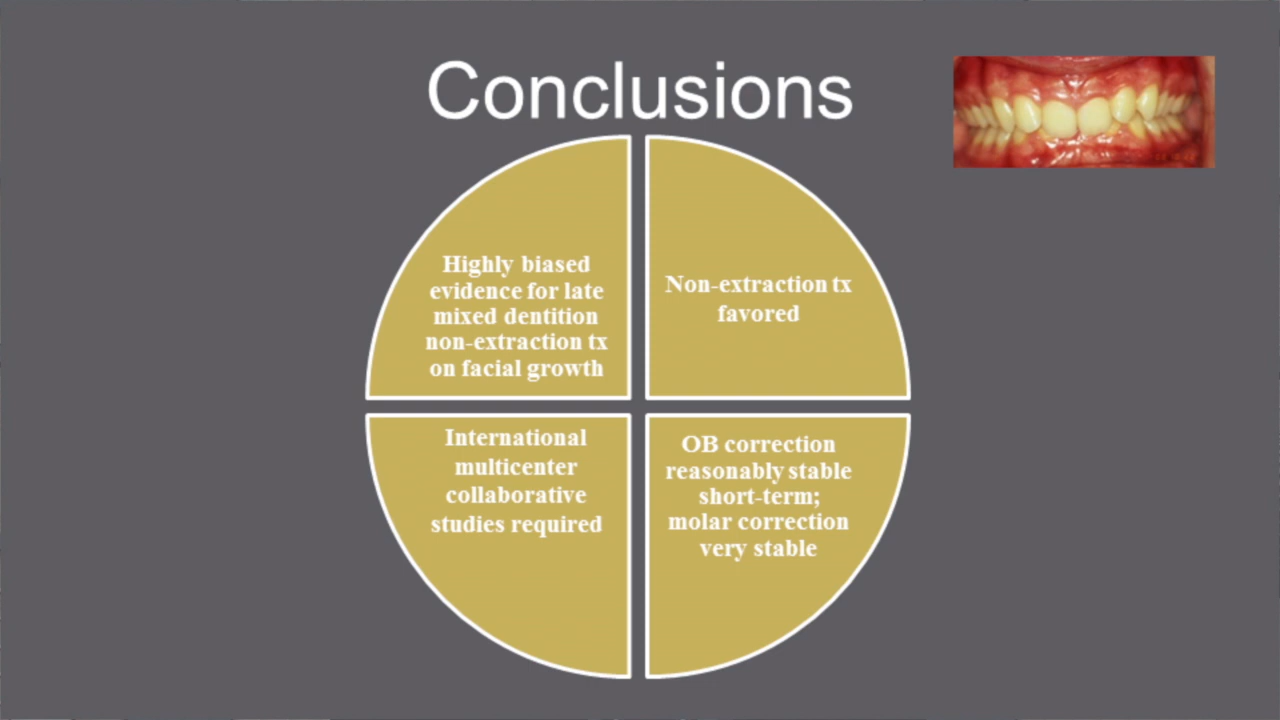 Conclusions
Highly biased
evidence for late
mixed dentition
non-extraction tx
on facial growth
Non-extraction tx
favored
International
multicenter
collaborative
studies required
OB correction
reasonably stable
short-term;
molar correction
very stable